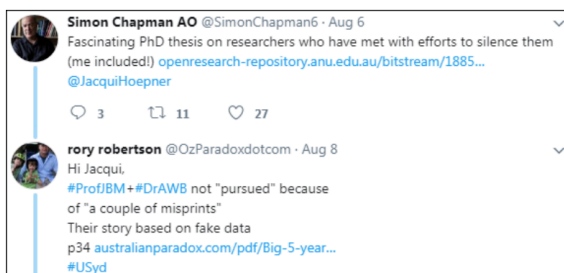 Simon Chapman AO @SimonChapman6 · Aug 6
Fascinating PhD thesis on researchers who have met with efforts to silence them
(me included!) openresearch-repository.anu.edu.au/bitstream/1885...
@JacquiHoepner
3 11 27
rory robertson @OzParadoxdotcom · Aug 8
Hi Jacqui,
#ProfJBM+#DrAWB not "pursued" because
of "a couple of misprints"
Their story based on fake data
p34 australianparadox.com/pdf/Big-5-year...
#USyd